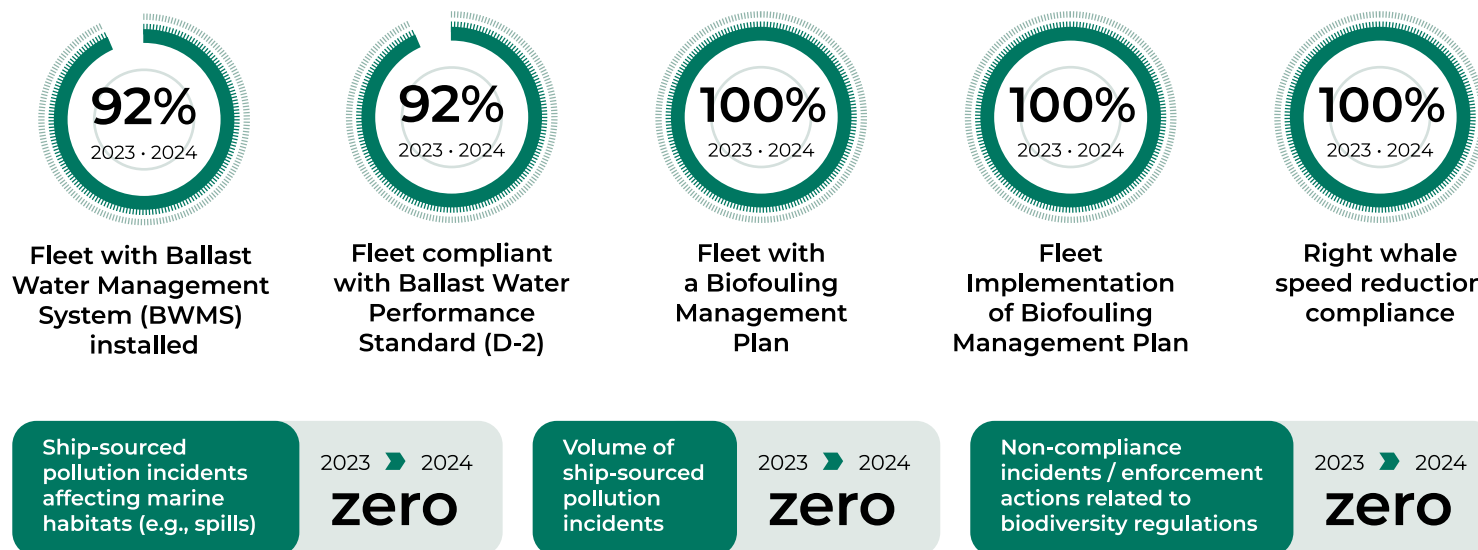 92%
2023 • 2024
Fleet with Ballast
Water Management
System (BWMS)
installed
92%
2023 • 2024
Fleet compliant
with Ballast Water
Performance
Standard (D-2)
100%
2023 • 2024
Fleet with
a Biofouling
Management
Plan
100%
2023 • 2024
Fleet
Implementation
of Biofouling
Management Plan
100%
2023 • 2024
Right whale
speed reduction
compliance
Ship-sourced
pollution incidents
affecting marine
habitats (e.g., spills)
2023 2024
zero
Volume of
ship-sourced
pollution
incidents
2023 2024
zero
Non-compliance
incidents / enforcement
actions related to
biodiversity regulations
2023 2024
zero